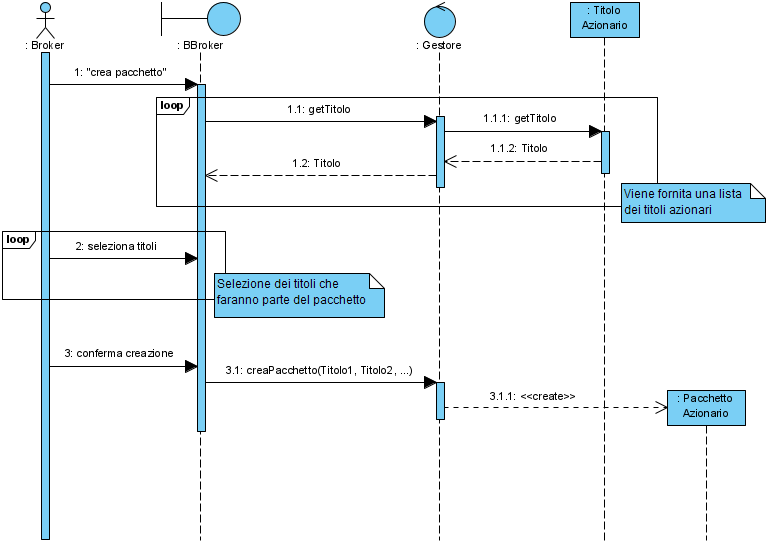 : Broker
: BBroker
: Gestore
: Titolo
Azionario
1: "crea pacchetto"
loop
1.1: getTitolo
1.1.1: getTitolo
1.1.2: Titolo
1.2: Titolo
Viene fornita una lista
dei titoli azionari
loop
2: seleziona titoli
Selezione dei titoli che
faranno parte del pacchetto
3: conferma creazione
3.1: creaPacchetto(Titolo1, Titolo2, ...)
3.1.1: <<create>>
: Pacchetto
Azionario